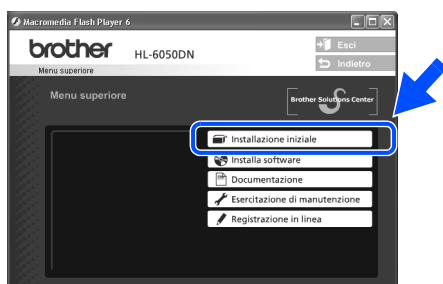 Macromedia Flash Player 6
brother
HL-6050DN
Esci
Indietro
Menu superiore
Menu superiore
Brother Solutions Center
Installazione iniziale
Installa software
Documentazione
Esercitazione di manutenzione
Registrazione in linea